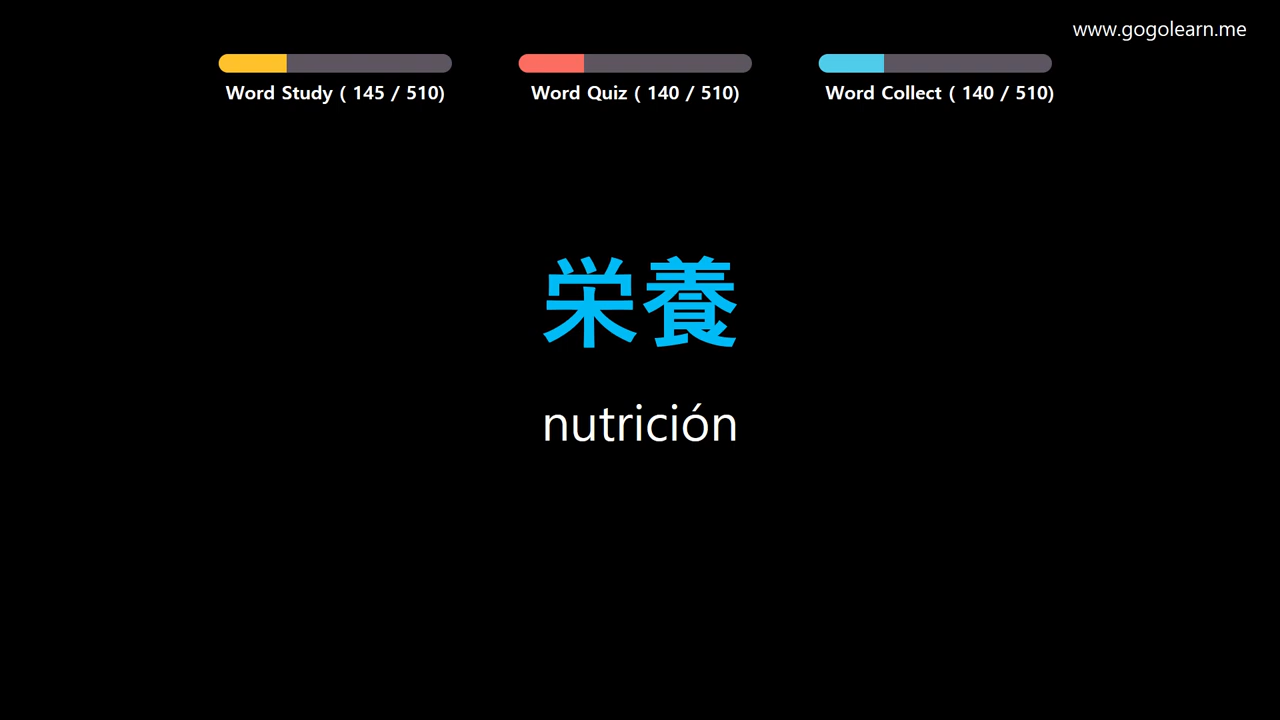 www.gogolearn.me
Word Study ( 145 / 510)
Word Quiz ( 140 / 510)
Word Collect ( 140 / 510)
栄養
nutrición